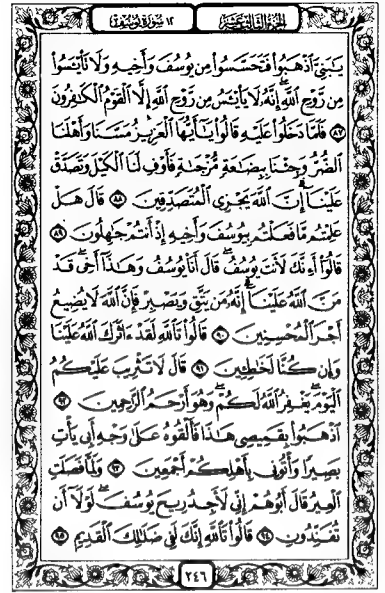 الجزء الثالث عشر
١٢ سورة يوسف
يَبَنِىَّ ٱذْهَبُوا۟ فَتَحَسَّسُوا۟ مِن يُوسُفَ وَأَخِيهِ وَلَا تَا۟يْـَٔسُوا۟
مِن رَّوْحِ ٱللَّهِ إِنَّهُۥ لَا يَا۟يْـَٔسُ مِن رَّوْحِ ٱللَّهِ إِلَّا ٱلْقَوْمُ ٱلْكَٰفِرُونَ
٨٧ فَلَمَّا دَخَلُوا۟ عَلَيْهِ قَالُوا۟ يَٰٓأَيُّهَا ٱلْعَزِيزُ مَسَّنَا وَأَهْلَنَا
ٱلضُّرُّ وَجِئْنَا بِبِضَٰعَةٍ مُّزْجَىٰةٍ فَأَوْفِ لَنَا ٱلْكَيْلَ وَتَصَدَّقْ
عَلَيْنَآ إِنَّ ٱللَّهَ يَجْزِى ٱلْمُتَصَدِّقِينَ ٨٨ قَالَ هَلْ
عَلِمْتُم مَّا فَعَلْتُم بِيُوسُفَ وَأَخِيهِ إِذْ أَنتُمْ جَٰهِلُونَ ٨٩
قَالُوٓا۟ أَءِنَّكَ لَأَنتَ يُوسُفُ قَالَ أَنَا۠ يُوسُفُ وَهَٰذَآ أَخِى قَدْ
مَنَّ ٱللَّهُ عَلَيْنَآ إِنَّهُۥ مَن يَتَّقِ وَيَصْبِرْ فَإِنَّ ٱللَّهَ لَا يُضِيعُ
أَجْرَ ٱلْمُحْسِنِينَ ٩٠ قَالُوا۟ تَٱللَّهِ لَقَدْ ءَاثَرَكَ ٱللَّهُ عَلَيْنَا
وَإِن كُنَّا لَخَٰطِـِٔينَ ٩١ قَالَ لَا تَثْرِيبَ عَلَيْكُمُ
ٱلْيَوْمَ يَغْفِرُ ٱللَّهُ لَكُمْ وَهُوَ أَرْحَمُ ٱلرَّٰحِمِينَ ٩٢
ٱذْهَبُوا۟ بِقَمِيصِى هَٰذَا فَأَلْقُوهُ عَلَىٰ وَجْهِ أَبِى يَأْتِ
بَصِيرًا وَأْتُونِى بِأَهْلِكُمْ أَجْمَعِينَ ٩٣ وَلَمَّا فَصَلَتِ
ٱلْعِيرُ قَالَ أَبُوهُمْ إِنِّى لَأَجِدُ رِيحَ يُوسُفَ لَوْلَآ أَن
تُفَنِّدُونِ ٩٤ قَالُوا۟ تَٱللَّهِ إِنَّكَ لَفِى ضَلَٰلِكَ ٱلْقَدِيمِ ٩٥
٢٤٦